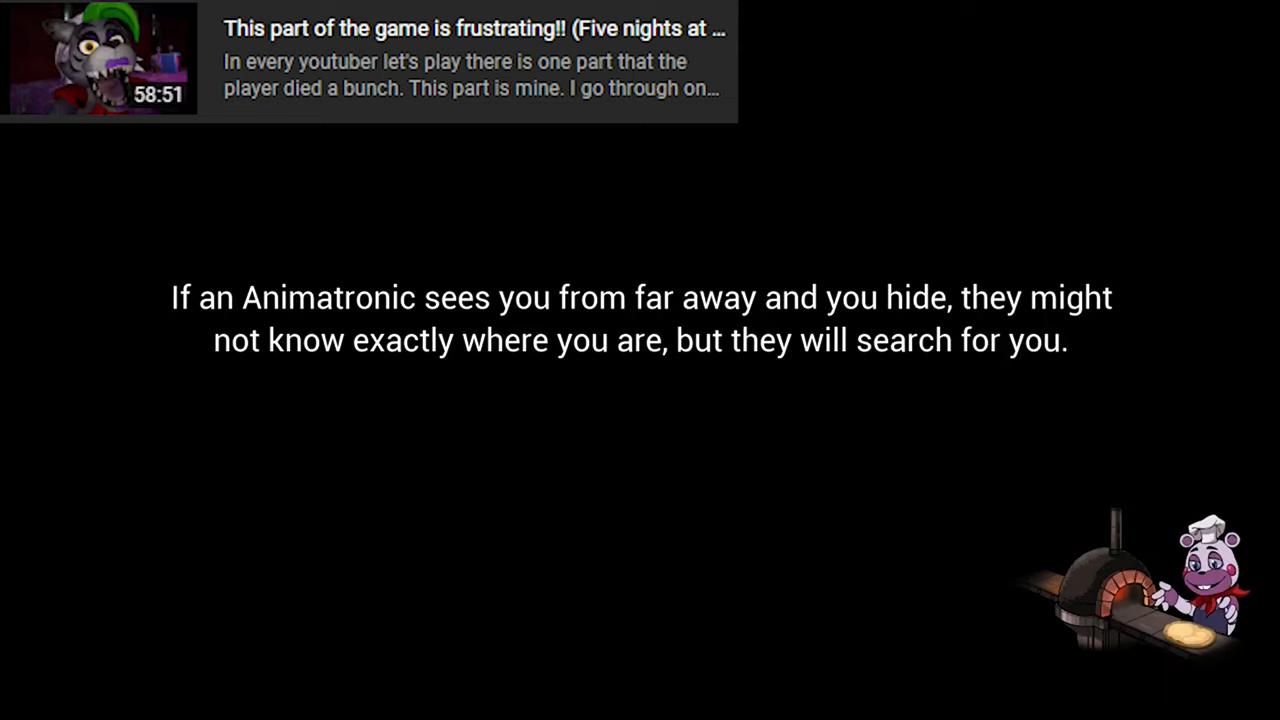 This part of the game is frustrating!! (Five nights at ...
In every youtuber let's play there is one part that the
player died a bunch. This part is mine. I go through on...
58:51
If an Animatronic sees you from far away and you hide, they might
not know exactly where you are, but they will search for you.